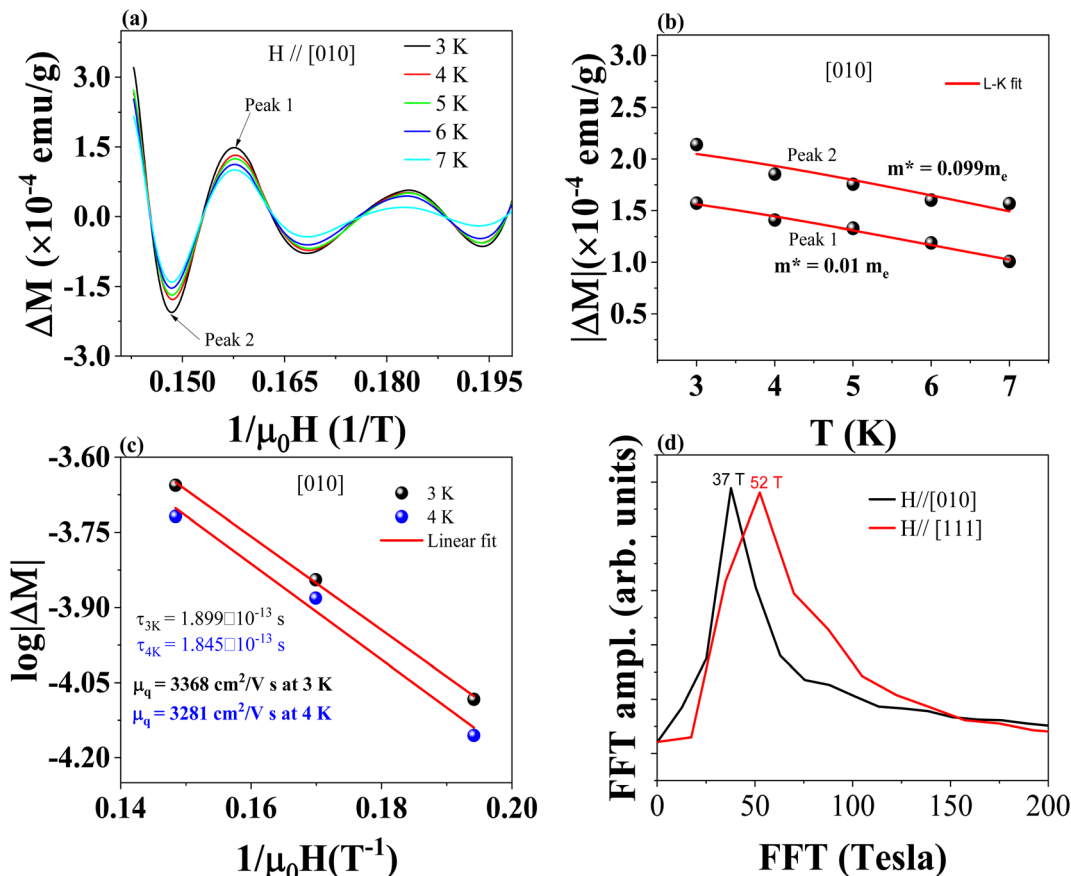 (a)
H // [010]
3 K
4 K
5 K
6 K
7 K
Peak 1
Peak 2
3.0
1.5
0.0
-1.5
-3.0
ΔM (×10⁻⁴ emu/g)
0.150
0.165
0.180
0.195
1/μ₀H (1/T)
(b)
[010]
L-K fit
Peak 2
m* = 0.099mₑ
Peak 1
m* = 0.01 mₑ
3.0
2.5
2.0
1.5
1.0
0.5
|ΔM|(×10⁻⁴ emu/g)
3
4
5
6
7
T (K)
(c)
[010]
3 K
4 K
Linear fit
τ₃K = 1.899□10⁻¹³ s
τ₄K = 1.845□10⁻¹³ s
μq = 3368 cm²/V s at 3 K
μq = 3281 cm²/V s at 4 K
-3.60
-3.75
-3.90
-4.05
-4.20
log|ΔM|
0.14
0.16
0.18
0.20
1/μ₀H(T⁻¹)
(d)
37 T
52 T
H//[010]
H// [111]
FFT ampl. (arb. units)
0
50
100
150
200
FFT (Tesla)